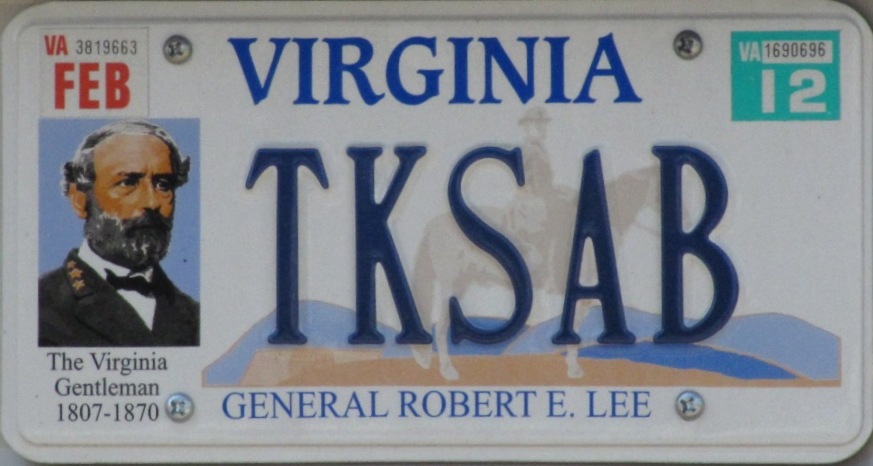 VA 3819663
FEB
VIRGINIA
VA 1690696
12
TKSAB
The Virginia
Gentleman
1807-1870
GENERAL ROBERT E. LEE